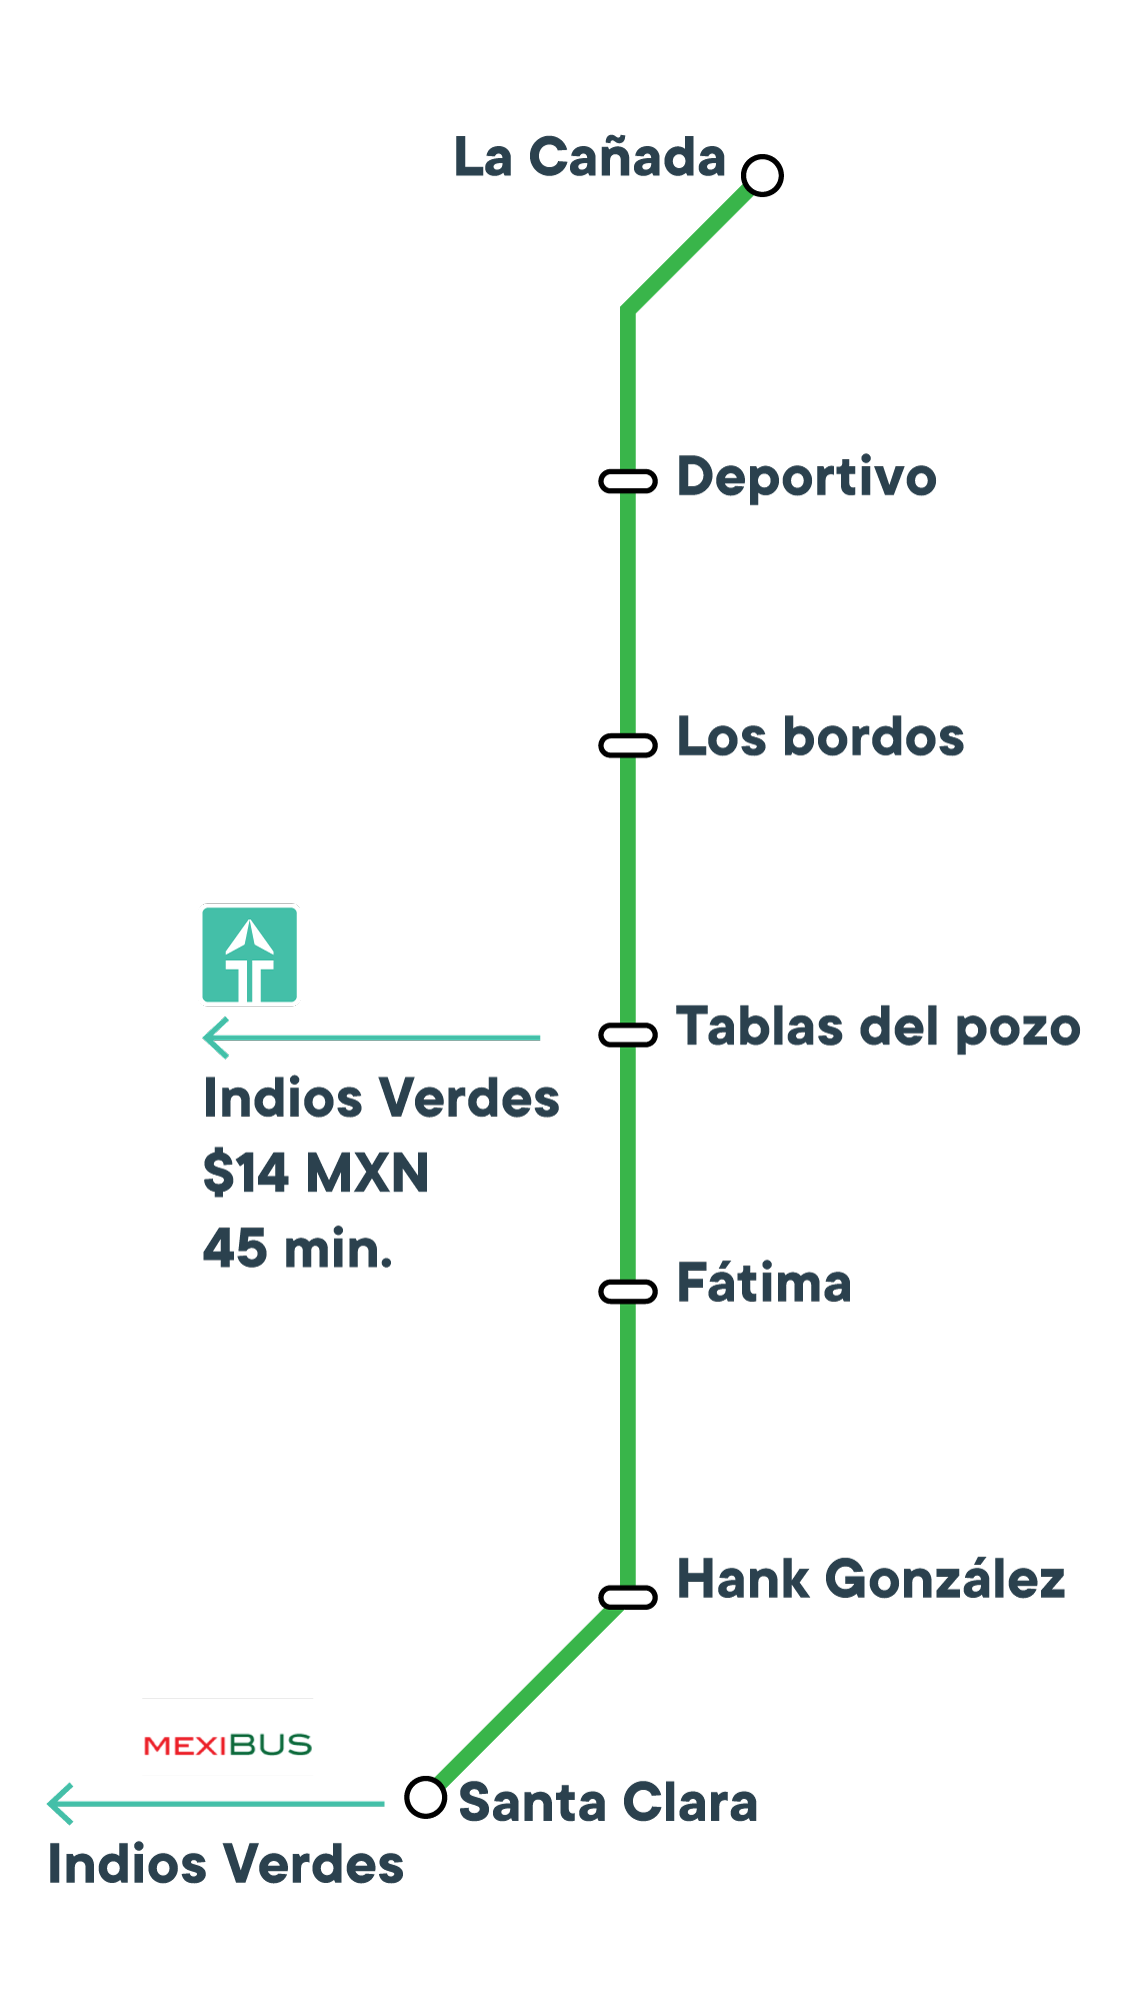 La Cañada
Deportivo
Los bordos
Tablas del pozo
Indios Verdes
$14 MXN
45 min.
Fátima
Hank González
MEXIBUS
Santa Clara
Indios Verdes